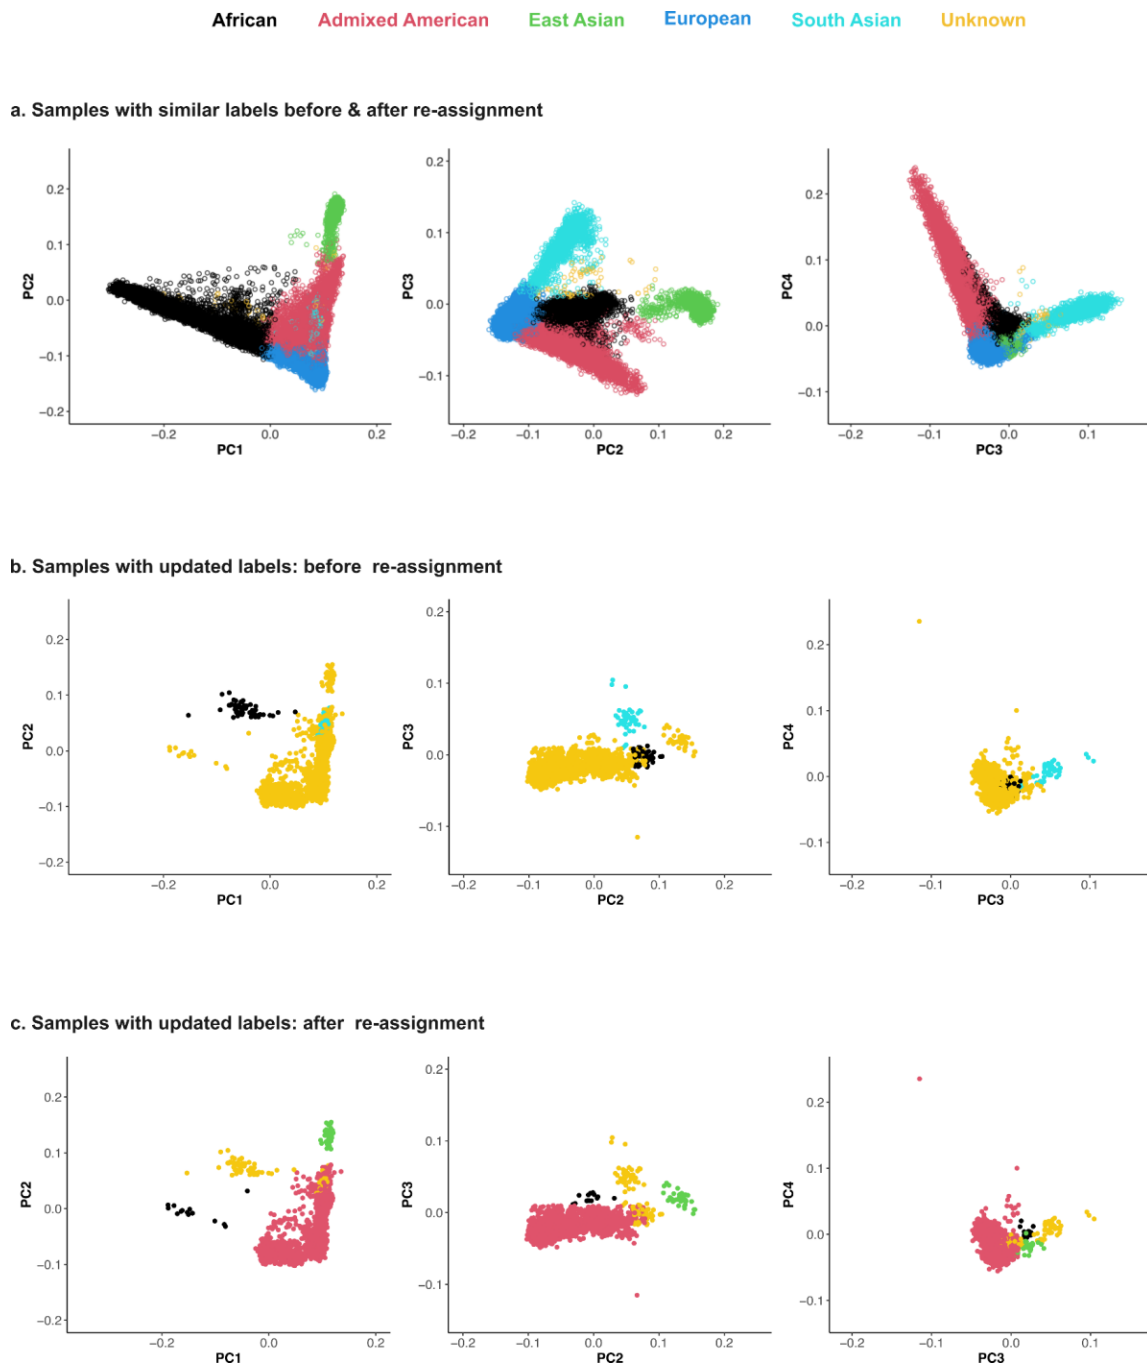 African Admixed American East Asian European South Asian Unknown
a. Samples with similar labels before & after re-assignment
0.2
0.1
0.0
−0.1
−0.2
PC2
−0.2 0.0 0.2
PC1
0.2
0.1
0.0
−0.1
PC3
−0.2 −0.1 0.0 0.1 0.2
PC2
0.2
0.1
0.0
−0.1
PC4
−0.2 −0.1 0.0 0.1
PC3
b. Samples with updated labels: before re-assignment
0.2
0.1
0.0
−0.1
−0.2
PC2
−0.2 0.0 0.2
PC1
0.2
0.1
0.0
−0.1
PC3
−0.2 −0.1 0.0 0.1 0.2
PC2
0.2
0.1
0.0
−0.1
PC4
−0.2 −0.1 0.0 0.1
PC3
c. Samples with updated labels: after re-assignment
0.2
0.1
0.0
−0.1
−0.2
PC2
−0.2 0.0 0.2
PC1
0.2
0.1
0.0
−0.1
PC3
−0.2 −0.1 0.0 0.1 0.2
PC2
0.2
0.1
0.0
−0.1
PC4
−0.2 −0.1 0.0 0.1
PC3